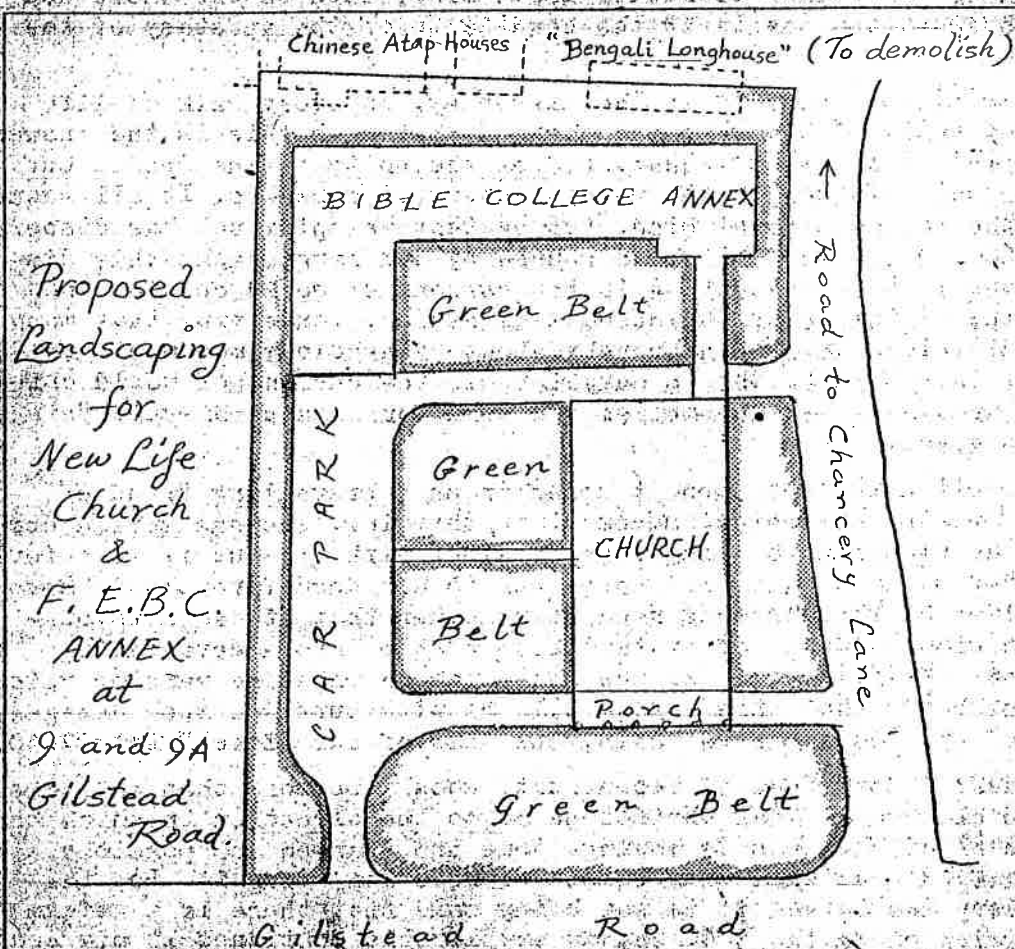 Chinese Atap Houses "Bengali Longhouse" (To demolish)
BIBLE COLLEGE ANNEX
Green Belt
Proposed
Landscaping
for
New Life
Church
&
F. E.B.C.
ANNEX
at
9 and 9A
Gilstead
Road.
CAR PARK
Green
Belt
CHURCH
Porch
← Road to Chancery Lane
Green Belt
Gilstead Road